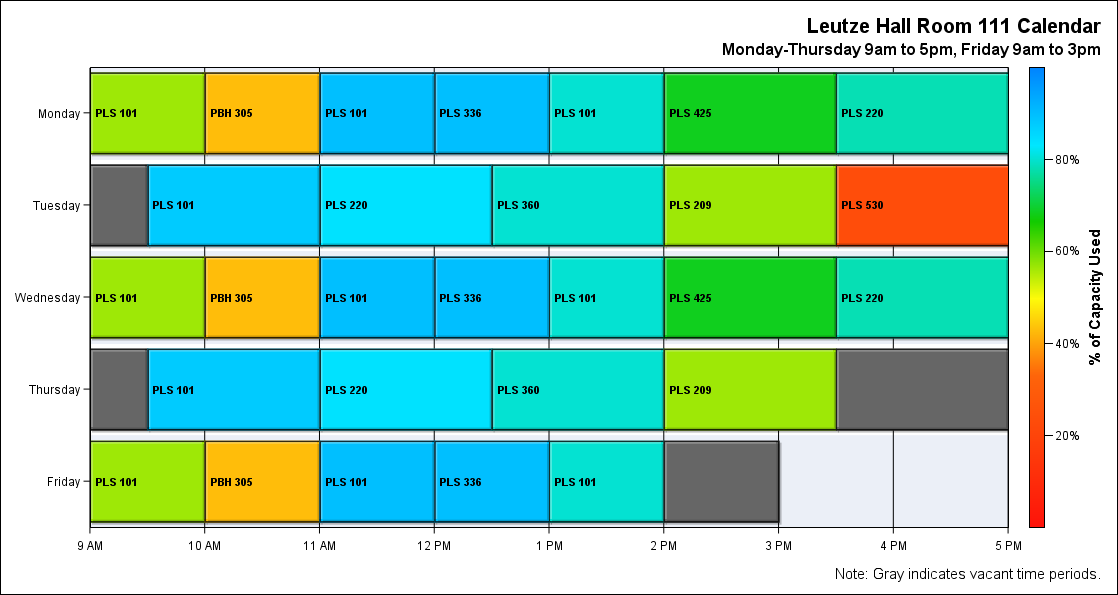 Leutze Hall Room 111 Calendar
Monday-Thursday 9am to 5pm, Friday 9am to 3pm
Monday
PLS 101
PBH 305
PLS 101
PLS 336
PLS 101
PLS 425
PLS 220
Tuesday
PLS 101
PLS 220
PLS 360
PLS 209
PLS 530
Wednesday
PLS 101
PBH 305
PLS 101
PLS 336
PLS 101
PLS 425
PLS 220
Thursday
PLS 101
PLS 220
PLS 360
PLS 209
Friday
PLS 101
PBH 305
PLS 101
PLS 336
PLS 101
9 AM
10 AM
11 AM
12 PM
1 PM
2 PM
3 PM
4 PM
5 PM
80%
60%
40%
20%
% of Capacity Used
Note: Gray indicates vacant time periods.